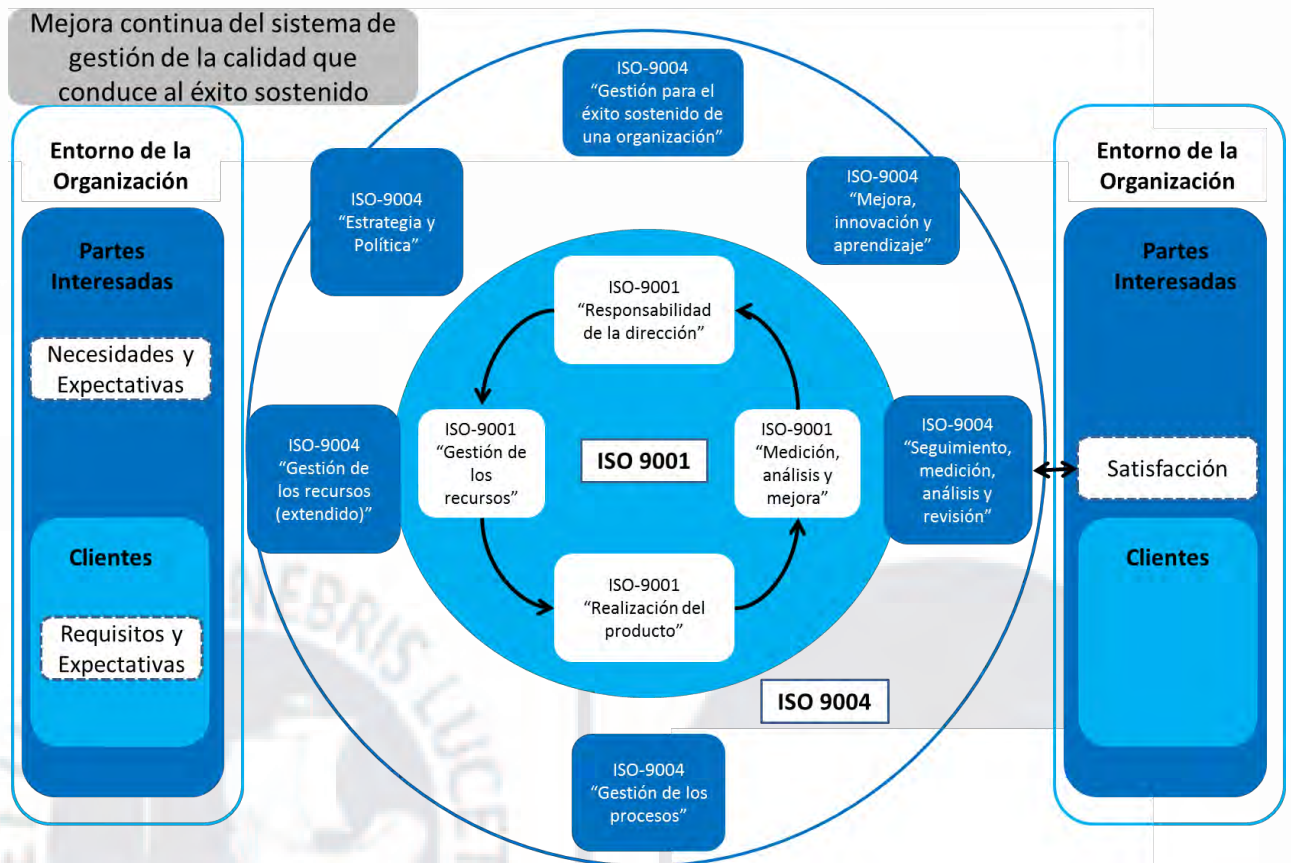 Mejora continua del sistema de
gestión de la calidad que
conduce al éxito sostenido
Entorno de la
Organización
Partes
Interesadas
Necesidades y
Expectativas
Clientes
Requisitos y
Expectativas
ISO-9004
“Gestión para el
éxito sostenido de
una organización”
ISO-9004
“Estrategia y
Política”
ISO-9004
“Mejora,
innovación y
aprendizaje”
ISO-9001
“Responsabilidad
de la dirección”
ISO-9004
“Gestión de
los recursos
(extendido)”
ISO-9001
“Gestión de
los
recursos”
ISO 9001
ISO-9001
“Medición,
análisis y
mejora”
ISO-9004
“Seguimiento,
medición,
análisis y
revisión”
ISO-9001
“Realización del
producto”
ISO 9004
ISO-9004
“Gestión de los
procesos”
Entorno de la
Organización
Partes
Interesadas
Satisfacción
Clientes